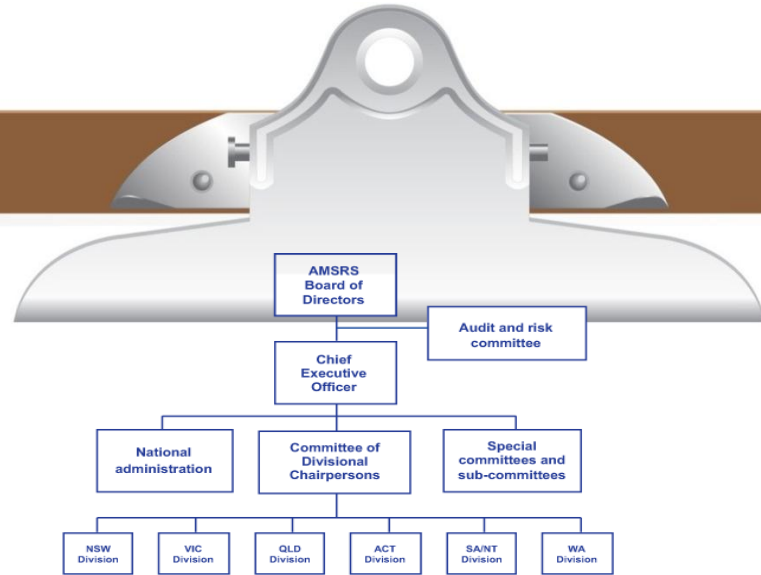 AMSRS
Board of
Directors
Audit and risk
committee
Chief
Executive
Officer
National
administration
Committee of
Divisional
Chairpersons
Special
committees and
sub-committees
NSW
Division
VIC
Division
QLD
Division
ACT
Division
SA/NT
Division
WA
Division